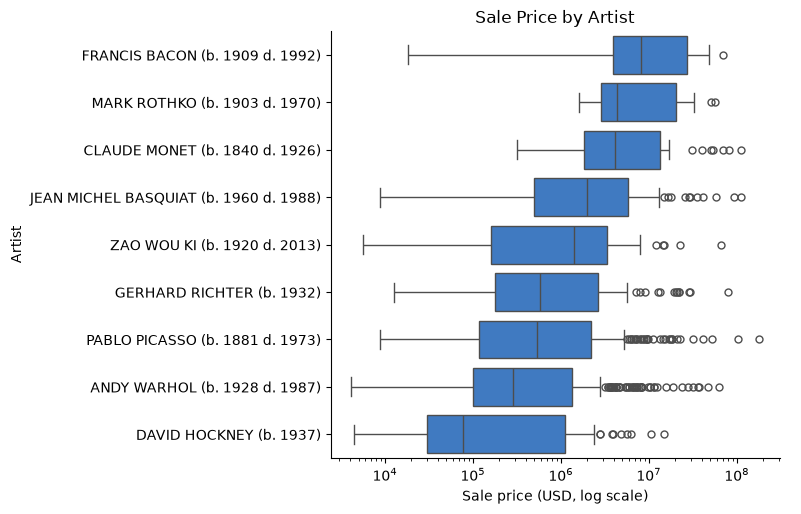 Sale Price by Artist
Artist
FRANCIS BACON (b. 1909 d. 1992)
MARK ROTHKO (b. 1903 d. 1970)
CLAUDE MONET (b. 1840 d. 1926)
JEAN MICHEL BASQUIAT (b. 1960 d. 1988)
ZAO WOU KI (b. 1920 d. 2013)
GERHARD RICHTER (b. 1932)
PABLO PICASSO (b. 1881 d. 1973)
ANDY WARHOL (b. 1928 d. 1987)
DAVID HOCKNEY (b. 1937)
10⁴ 10⁵ 10⁶ 10⁷ 10⁸
Sale price (USD, log scale)